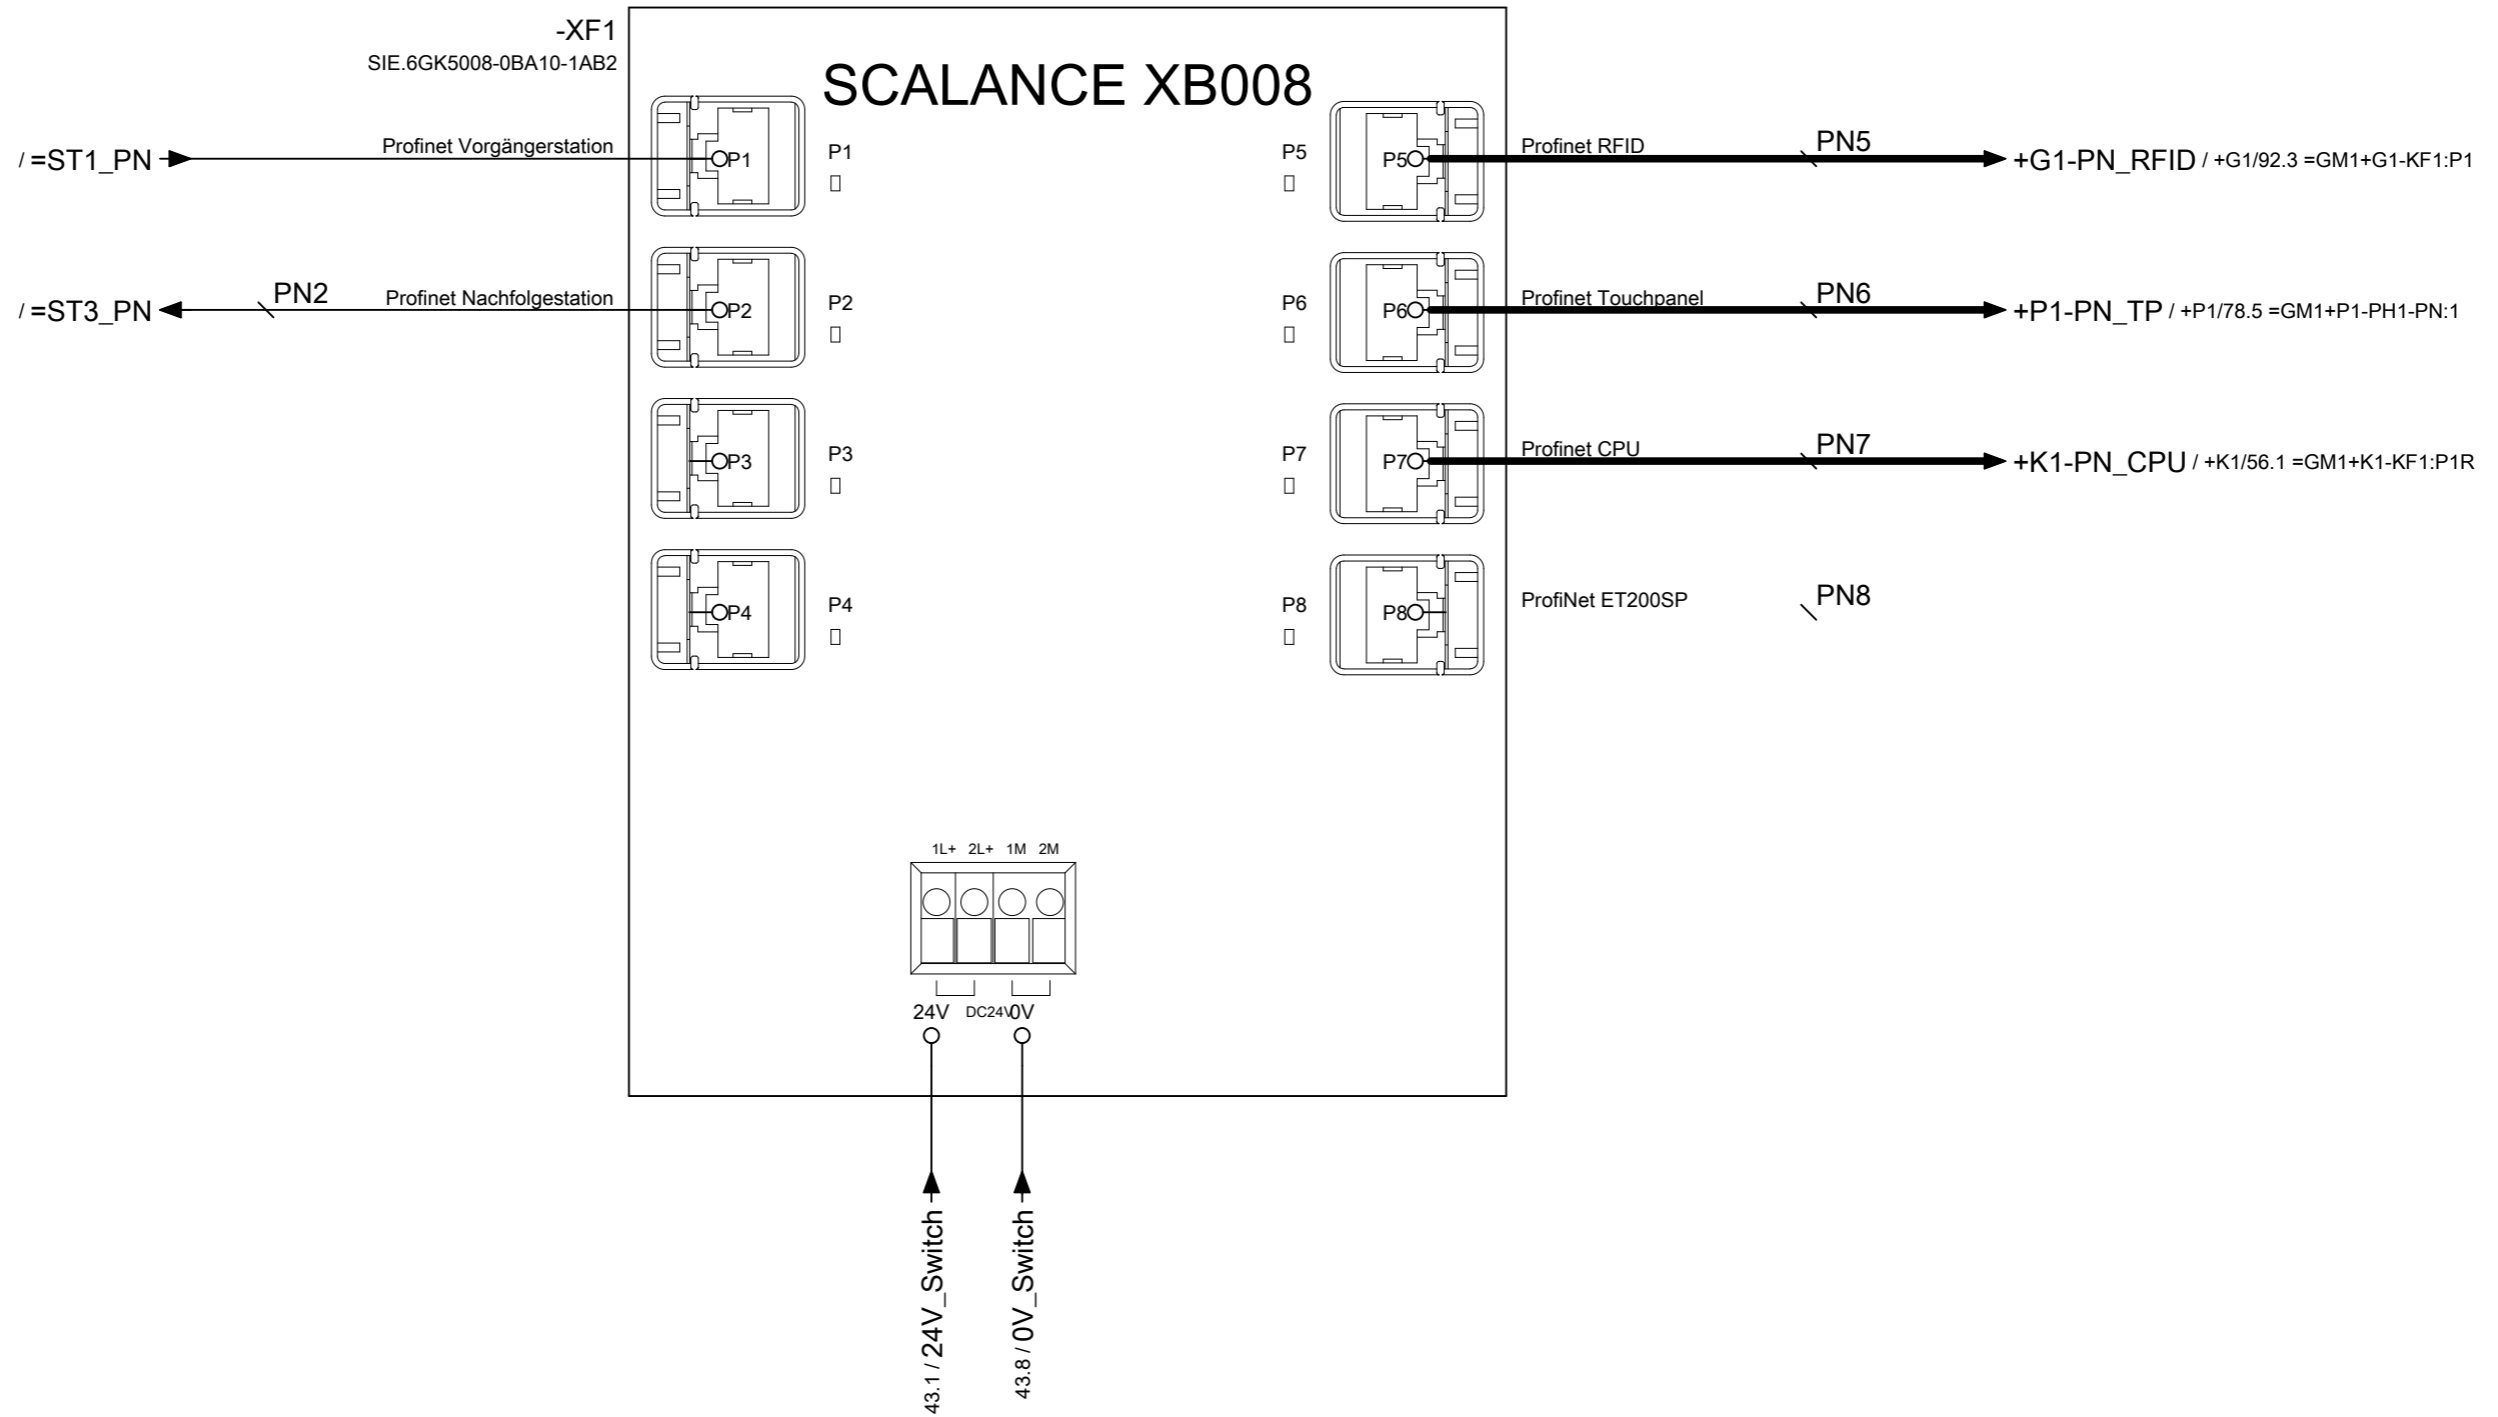 -XF1
SIE.6GK5008-0BA10-1AB2
SCALANCE XB008
/ =ST1_PN
Profinet Vorgängerstation
P1
P1
P5
P5
Profinet RFID
PN5
+G1-PN_RFID / +G1/92.3 =GM1+G1-KF1:P1
/ =ST3_PN
PN2
Profinet Nachfolgestation
P2
P2
P6
P6
Profinet Touchpanel
PN6
+P1-PN_TP / +P1/78.5 =GM1+P1-PH1-PN:1
P3
P3
P7
P7
Profinet CPU
PN7
+K1-PN_CPU / +K1/56.1 =GM1+K1-KF1:P1R
P4
P4
P8
P8
ProfiNet ET200SP
PN8
1L+ 2L+ 1M 2M
24V DC24V 0V
43.1 / 24V_Switch
43.8 / 0V_Switch